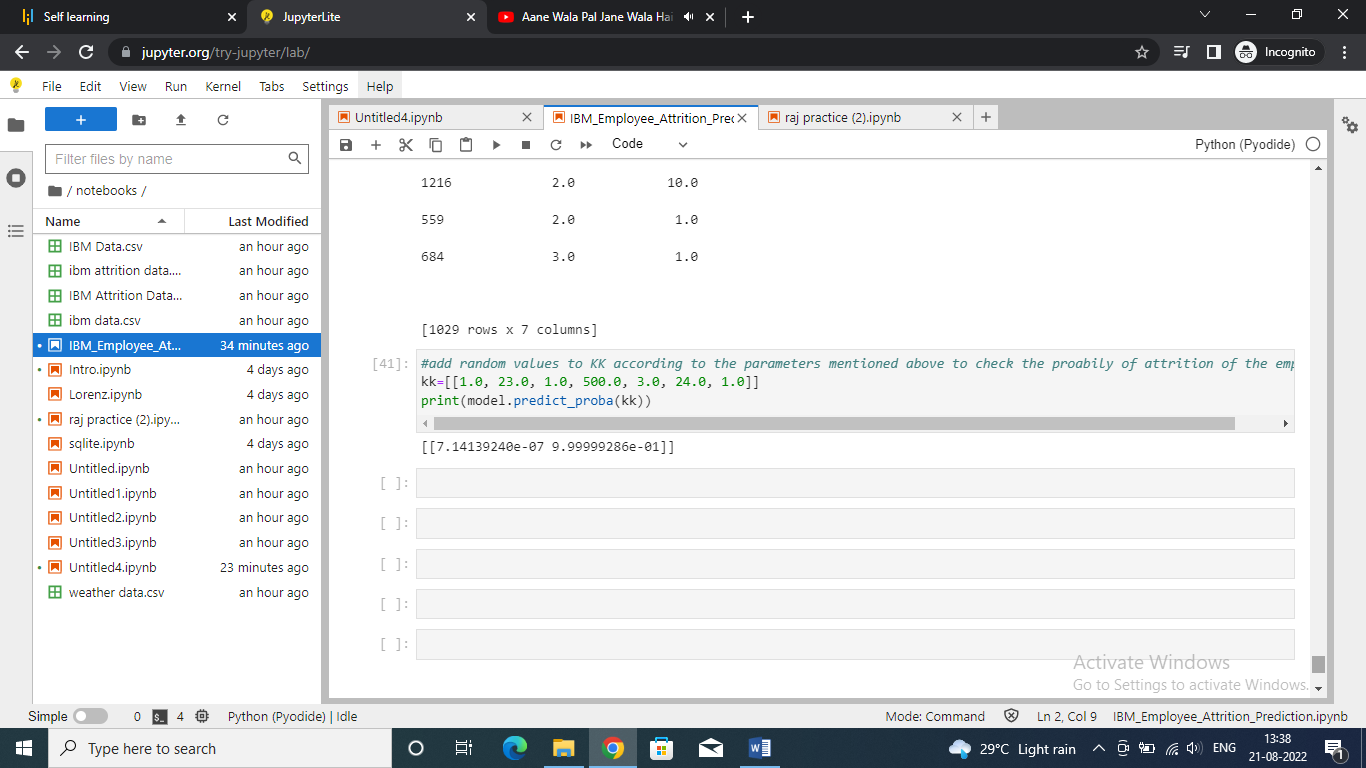 Self learning
JupyterLite
Aane Wala Pal Jane Wala Hai
jupyter.org/try-jupyter/lab/
Incognito
File Edit View Run Kernel Tabs Settings Help
Untitled4.ipynb
IBM_Employee_Attrition_Prec
raj practice (2).ipynb
Code
Python (Pyodide)
Filter files by name
/ notebooks /
Name Last Modified
IBM Data.csv an hour ago
ibm attrition data.... an hour ago
IBM Attrition Data... an hour ago
ibm data.csv an hour ago
IBM_Employee_At... 34 minutes ago
Intro.ipynb 4 days ago
Lorenz.ipynb 4 days ago
raj practice (2).ipy... an hour ago
sqlite.ipynb 4 days ago
Untitled.ipynb an hour ago
Untitled1.ipynb an hour ago
Untitled2.ipynb an hour ago
Untitled3.ipynb an hour ago
Untitled4.ipynb 23 minutes ago
weather data.csv an hour ago
1216 2.0 10.0
559 2.0 1.0
684 3.0 1.0
[1029 rows x 7 columns]
[41]: #add random values to KK according to the parameters mentioned above to check the proabily of attrition of the emp
kk=[[1.0, 23.0, 1.0, 500.0, 3.0, 24.0, 1.0]]
print(model.predict_proba(kk))
[[7.14139240e-07 9.99999286e-01]]
[ ]:
[ ]:
[ ]:
[ ]:
[ ]:
Activate Windows
Go to Settings to activate Windows.
Simple 0 4 Python (Pyodide) | Idle Mode: Command Ln 2, Col 9 IBM_Employee_Attrition_Prediction.ipynb
Type here to search
29°C Light rain
ENG
13:38
21-08-2022
1